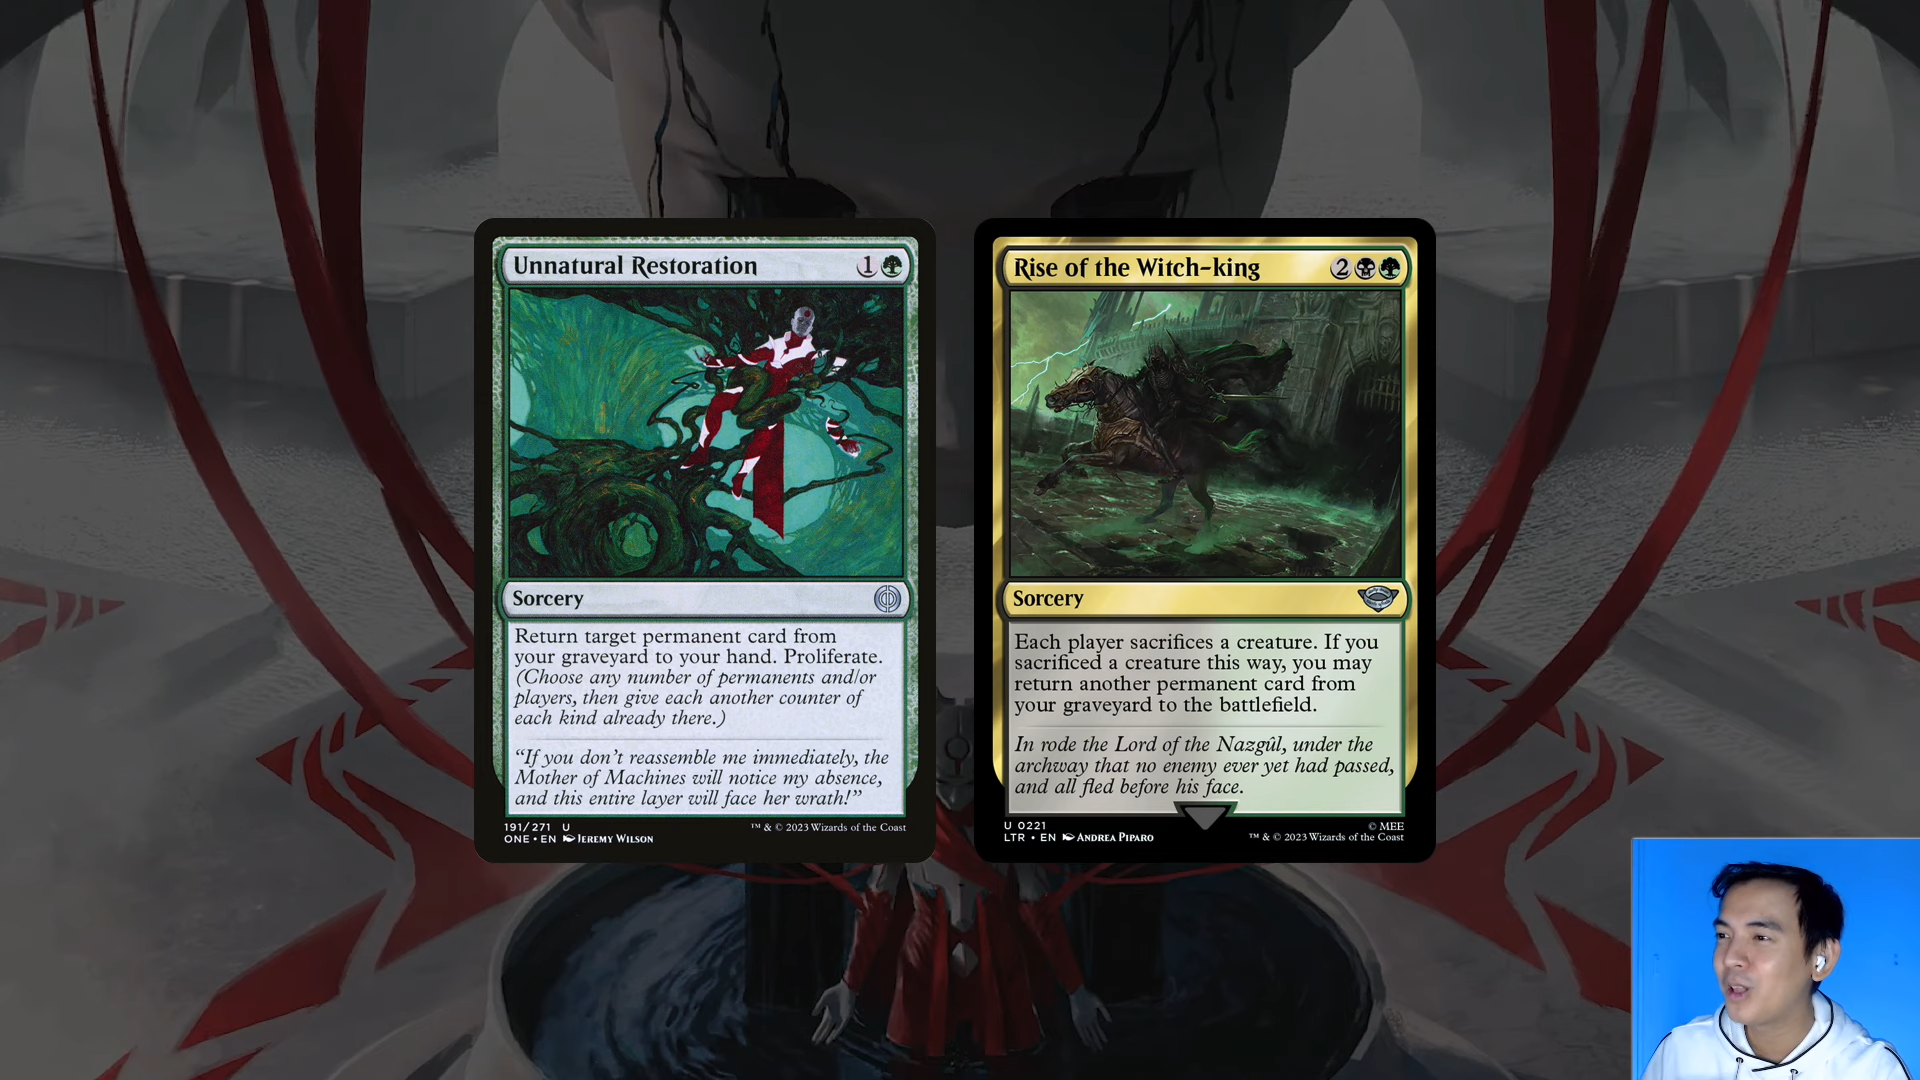 Unnatural Restoration 1
Sorcery
Return target permanent card from
your graveyard to your hand. Proliferate.
(Choose any number of permanents and/or
players, then give each another counter of
each kind already there.)
“If you don’t reassemble me immediately, the
Mother of Machines will notice my absence,
and this entire layer will face her wrath!”
191/271 U
ONE • EN JEREMY WILSON
™ & © 2023 Wizards of the Coast
Rise of the Witch-king 2
Sorcery
Each player sacrifices a creature. If you
sacrificed a creature this way, you may
return another permanent card from
your graveyard to the battlefield.
In rode the Lord of the Nazgûl, under the
archway that no enemy ever yet had passed,
and all fled before his face.
U 0221
LTR • EN ANDREA PIPARO
© MEE
™ & © 2023 Wizards of the Coast